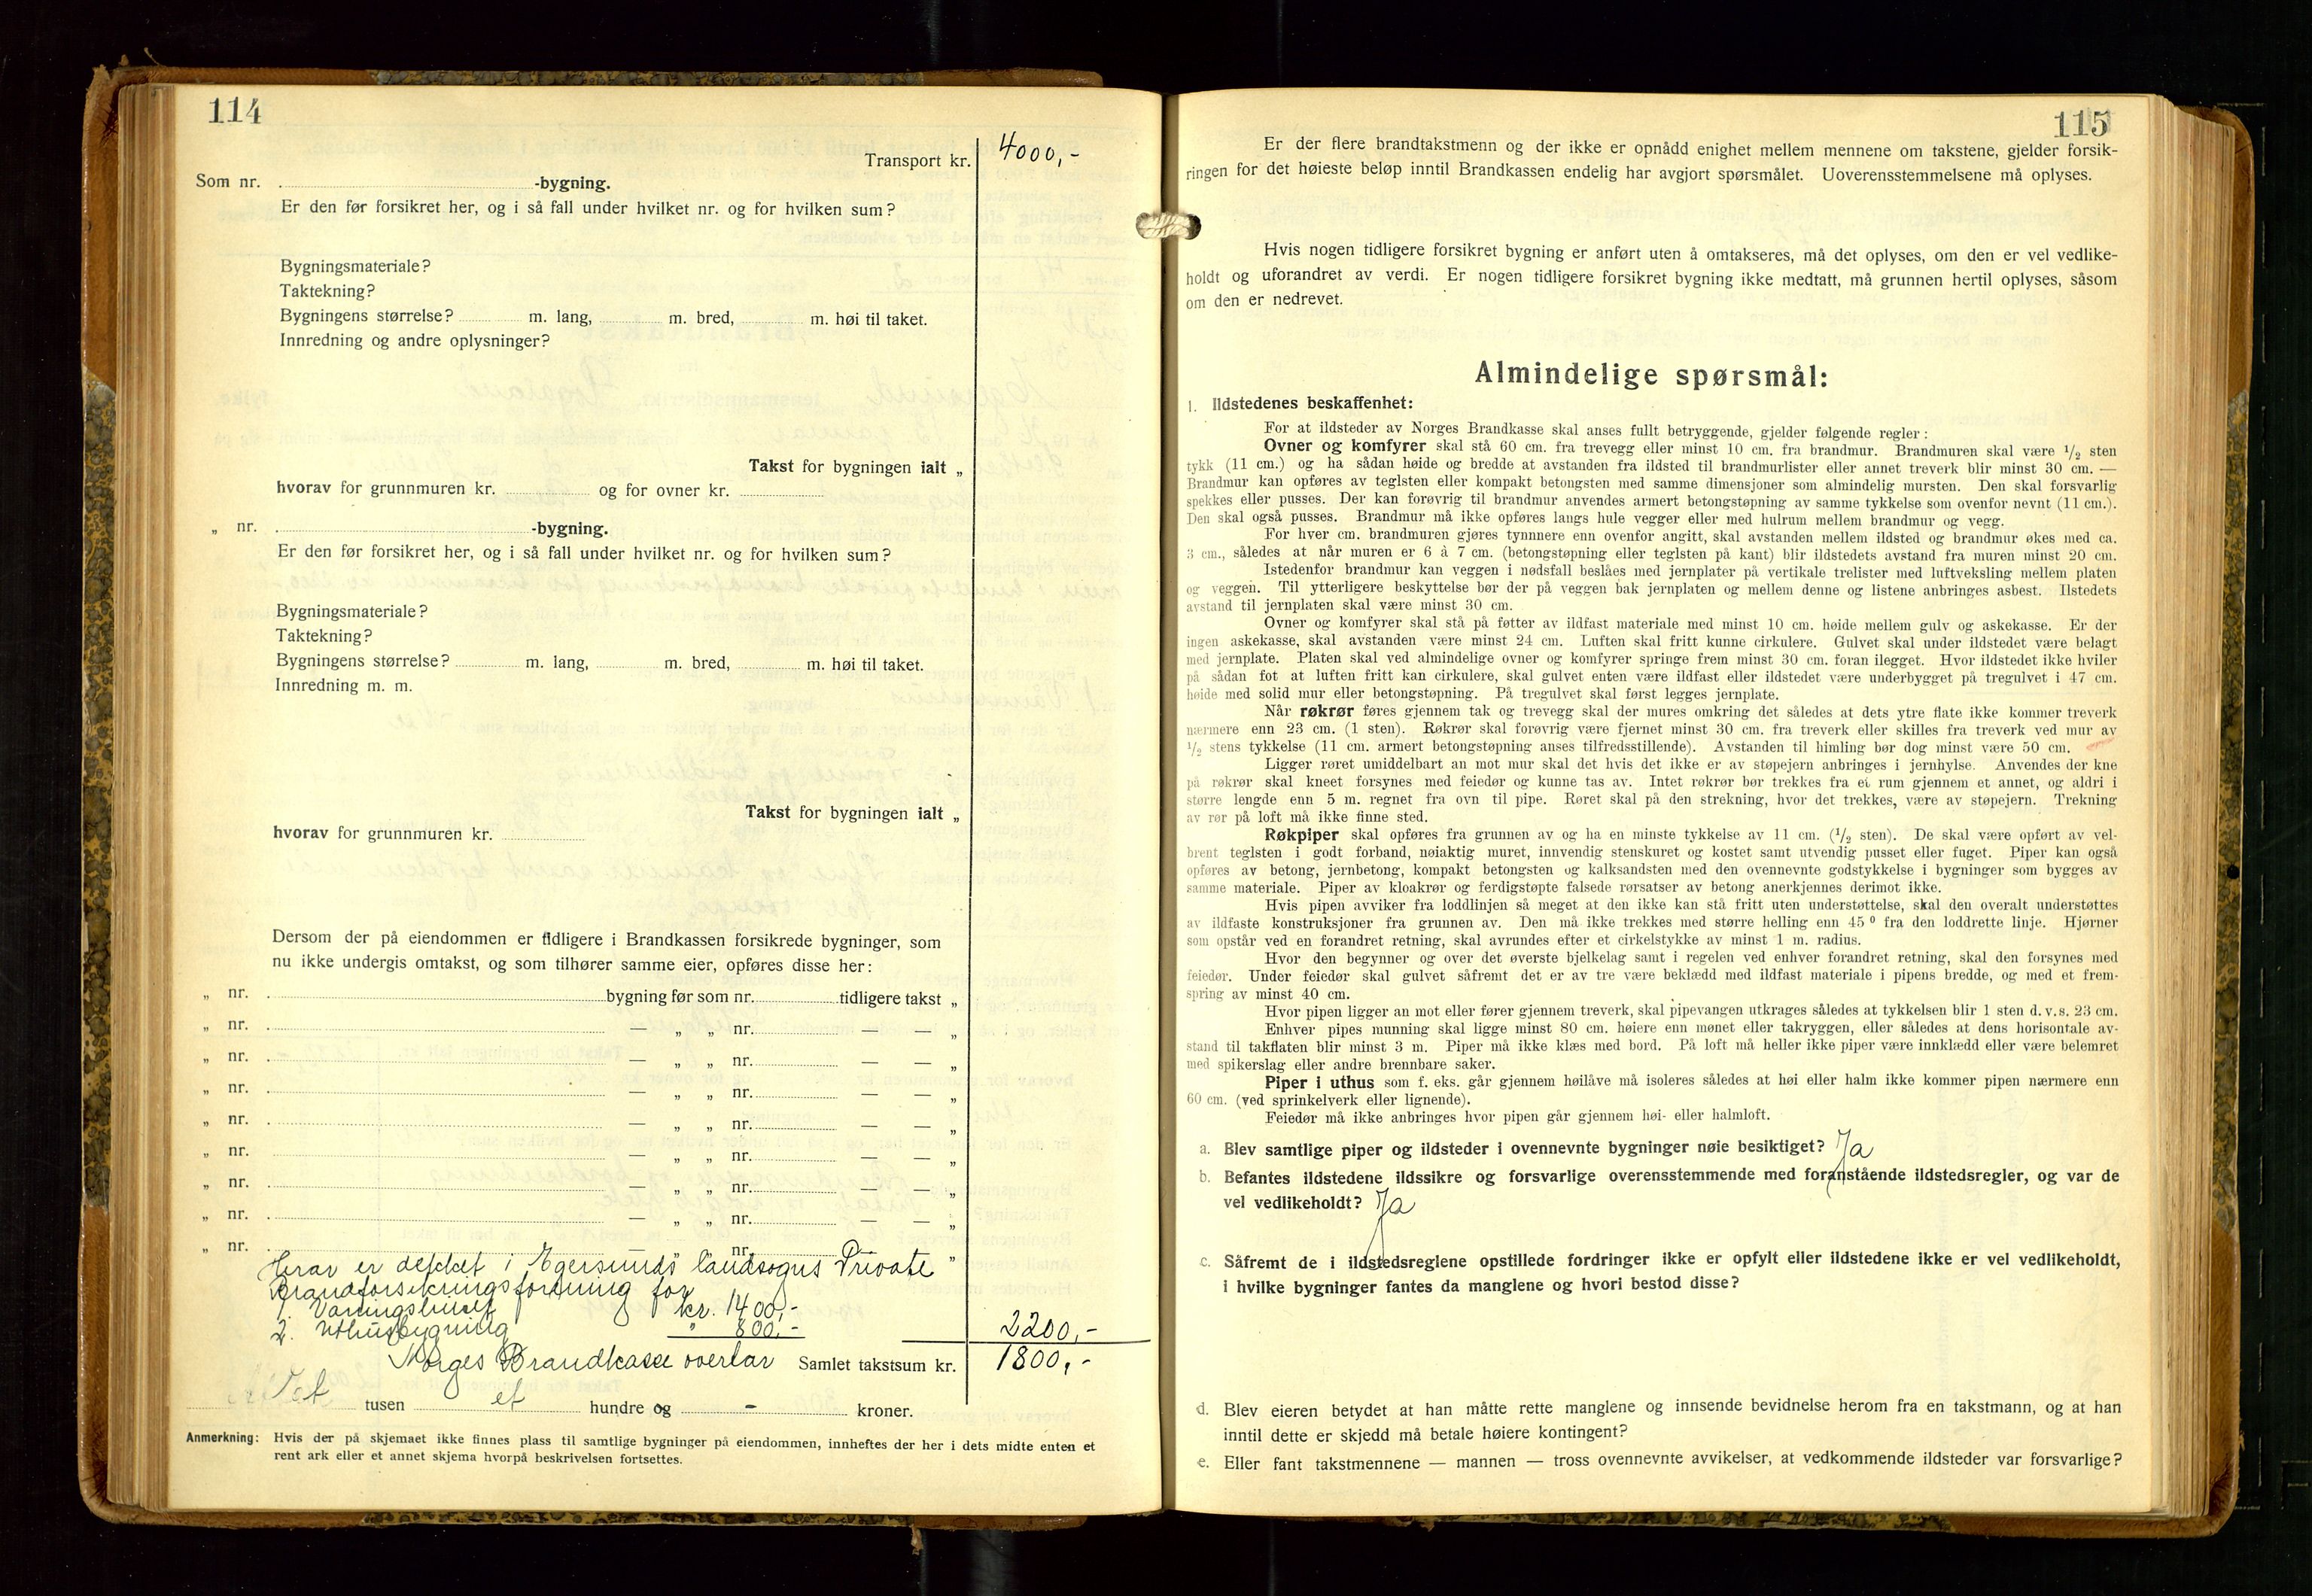 114
Transport kr. 4000,-
Som nr. -bygning.
Er den før forsikret her, og i så fall under hvilket nr. og for hvilken sum?
Bygningsmateriale?
Taktekning?
Bygningens størrelse? m. lang, m. bred, m. høi til taket.
Innredning og andre oplysninger?
Takst for bygningen ialt „
hvorav for grunnmuren kr. og for ovner kr.
„ nr. -bygning.
Er den før forsikret her, og i så fall under hvilket nr. og for hvilken sum?
Bygningsmateriale?
Taktekning?
Bygningens størrelse? m. lang, m. bred, m. høi til taket.
Innredning m. m.
Takst for bygningen ialt „
hvorav for grunnmuren kr.
Dersom der på eiendommen er tidligere i Brandkassen forsikrede bygninger, som
nu ikke undergis omtakst, og som tilhører samme eier, opføres disse her:
„ nr. bygning før som nr. tidligere takst „
„ nr. — „ „ nr. — — „
„ nr. — „ „ nr. — — „
„ nr. — „ „ nr. — — „
„ nr. — „ „ nr. — — „
„ nr. — „ „ nr. — — „
„ nr. — „ „ nr. — — „
„ nr. — „ „ nr. — — „
„ nr. — „ nr. — „
Herav er dekket i Egersunds landsogns Private
Brandforsikringsforening for
1. Våningshuset kr. 1400,-
2. Uthusbygning " 800,- 2200,-
Norges Brandkasse overtar Samlet takstsum kr. 1800,-
tusen et hundre og - kroner.
Anmerkning: Hvis der på skjemaet ikke finnes plass til samtlige bygninger på eiendommen, innheftes der her i dets midte enten et
rent ark eller et annet skjema hvorpå beskrivelsen fortsettes.
115
Er der flere brandtakstmenn og der ikke er opnådd enighet mellem mennene om takstene, gjelder forsik-
ringen for det høieste beløp inntil Brandkassen endelig har avgjort spørsmålet. Uoverensstemmelsene må oplyses.
Hvis nogen tidligere forsikret bygning er anført uten å omtakseres, må det oplyses, om den er vel vedlike-
holdt og uforandret av verdi. Er nogen tidligere forsikret bygning ikke medtatt, må grunnen hertil oplyses, såsom
om den er nedrevet.
Almindelige spørsmål:
1. Ildstedenes beskaffenhet:
For at ildsteder av Norges Brandkasse skal anses fullt betryggende, gjelder følgende regler:
Ovner og komfyrer skal stå 60 cm. fra trevegg eller minst 10 cm. fra brandmur. Brandmuren skal være 1/2 sten
tykk (11 cm.) og ha sådan høide og bredde at avstanden fra ildsted til brandmurlister eller annet treverk blir minst 30 cm. —
Brandmur kan opføres av teglsten eller kompakt betongsten med samme dimensjoner som almindelig mursten. Den skal forsvarlig
spekkes eller pusses. Der kan forøvrig til brandmur anvendes armert betongstøpning av samme tykkelse som ovenfor nevnt (11 cm.).
Den skal også pusses. Brandmur må ikke opføres langs hule vegger eller med hulrum mellem brandmur og vegg.
For hver cm. brandmuren gjøres tynnnere enn ovenfor angitt, skal avstanden mellem ildsted og brandmur økes med ca.
3 cm., således at når muren er 6 à 7 cm. (betongstøpning eller teglsten på kant) blir ildstedets avstand fra muren minst 20 cm.
Istedenfor brandmur kan veggen i nødsfall beslåes med jernplater på vertikale trelister med luftveksling mellem platen
og veggen. Til ytterligere beskyttelse bør der på veggen bak jernplaten og mellem denne og listene anbringes asbest. Ilstedets
avstand til jernplaten skal være minst 30 cm.
Ovner og komfyrer skal stå på føtter av ildfast materiale med minst 10 cm. høide mellem gulv og askekasse. Er der
ingen askekasse, skal avstanden være minst 24 cm. Luften skal fritt kunne cirkulere. Gulvet skal under ildstedet være belagt
med jernplate. Platen skal ved almindelige ovner og komfyrer springe frem minst 30 cm. foran ilegget. Hvor ildstedet ikke hviler
på sådan fot at luften fritt kan cirkulere, skal gulvet enten være ildfast eller ildstedet være underbygget på tregulvet i 47 cm.
høide med solid mur eller betongstøpning. På tregulvet skal først legges jernplate.
Når røkrør føres gjennem tak og trevegg skal der mures omkring det således at dets ytre flate ikke kommer treverk
nærmere enn 23 cm. (1 sten). Røkrør skal forøvrig være fjernet minst 30 cm. fra treverk eller skilles fra treverk ved mur av
1/2 stens tykkelse (11 cm. armert betongstøpning anses tilfredsstillende). Avstanden til himling bør dog minst være 50 cm.
Ligger røret umiddelbart an mot mur skal det hvis det ikke er av støpejern anbringes i jernhylse. Anvendes der kne
på røkrør skal kneet forsynes med feiedør og kunne tas av. Intet røkrør bør trekkes fra et rum gjennem et annet, og aldri i
større lengde enn 5 m. regnet fra ovn til pipe. Røret skal på den strekning, hvor det trekkes, være av støpejern. Trekning
av rør på loft må ikke finne sted.
Røkpiper skal opføres fra grunnen av og ha en minste tykkelse av 11 cm. (1/2 sten). De skal være opført av vel-
brent teglsten i godt forband, nøiaktig muret, innvendig stenskuret og kostet samt utvendig pusset eller fuget. Piper kan også
opføres av betong, jernbetong, kompakt betongsten og kalksandsten med den ovennevnte godstykkelse i bygninger som bygges av
samme materiale. Piper av kloakrør og ferdigstøpte falsede rørsatser av betong anerkjennes derimot ikke.
Hvis pipen avviker fra loddlinjen så meget at den ikke kan stå fritt uten understøttelse, skal den overalt understøttes
av ildfaste konstruksjoner fra grunnen av. Den må ikke trekkes med større helling enn 45° fra den loddrette linje. Hjørner
som opstår ved en forandret retning, skal avrundes efter et cirkelstykke av minst 1 m. radius.
Hvor den begynner og over det øverste bjelkelag samt i regelen ved enhver forandret retning, skal den forsynes med
feiedør. Under feiedør skal gulvet såfremt det er av tre være beklædd med ildfast materiale i pipens bredde, og med et frem-
spring av minst 40 cm.
Hvor pipen ligger an mot eller fører gjennem treverk, skal pipevangen utkrages således at tykkelsen blir 1 sten d. v. s. 23 cm.
Enhver pipes munning skal ligge minst 80 cm. høiere enn mønet eller takryggen, eller således at dens horisontale av-
stand til takflaten blir minst 3 m. Piper må ikke klæs med bord. På loft må heller ikke piper være innklædd eller være belemret
med spikerslag eller andre brennbare saker.
Piper i uthus som f. eks. går gjennem høilåve må isoleres således at høi eller halm ikke kommer pipen nærmere enn
60 cm. (ved sprinkelverk eller lignende).
Feiedør må ikke anbringes hvor pipen går gjennem høi- eller halmloft.
a. Blev samtlige piper og ildsteder i ovennevnte bygninger nøie besiktiget? Ja
b. Befantes ildstedene ildssikre og forsvarlige overensstemmende med foranstående ildstedsregler, og var de
vel vedlikeholdt? Ja
c. Såfremt de i ildstedsreglene opstillede fordringer ikke er opfylt eller ildstedene ikke er vel vedlikeholdt,
i hvilke bygninger fantes da manglene og hvori bestod disse?
d. Blev eieren betydet at han måtte rette manglene og innsende bevidnelse herom fra en takstmann, og at han
inntil dette er skjedd må betale høiere kontingent?
e. Eller fant takstmennene — mannen — tross ovennevnte avvikelser, at vedkommende ildsteder var forsvarlige?